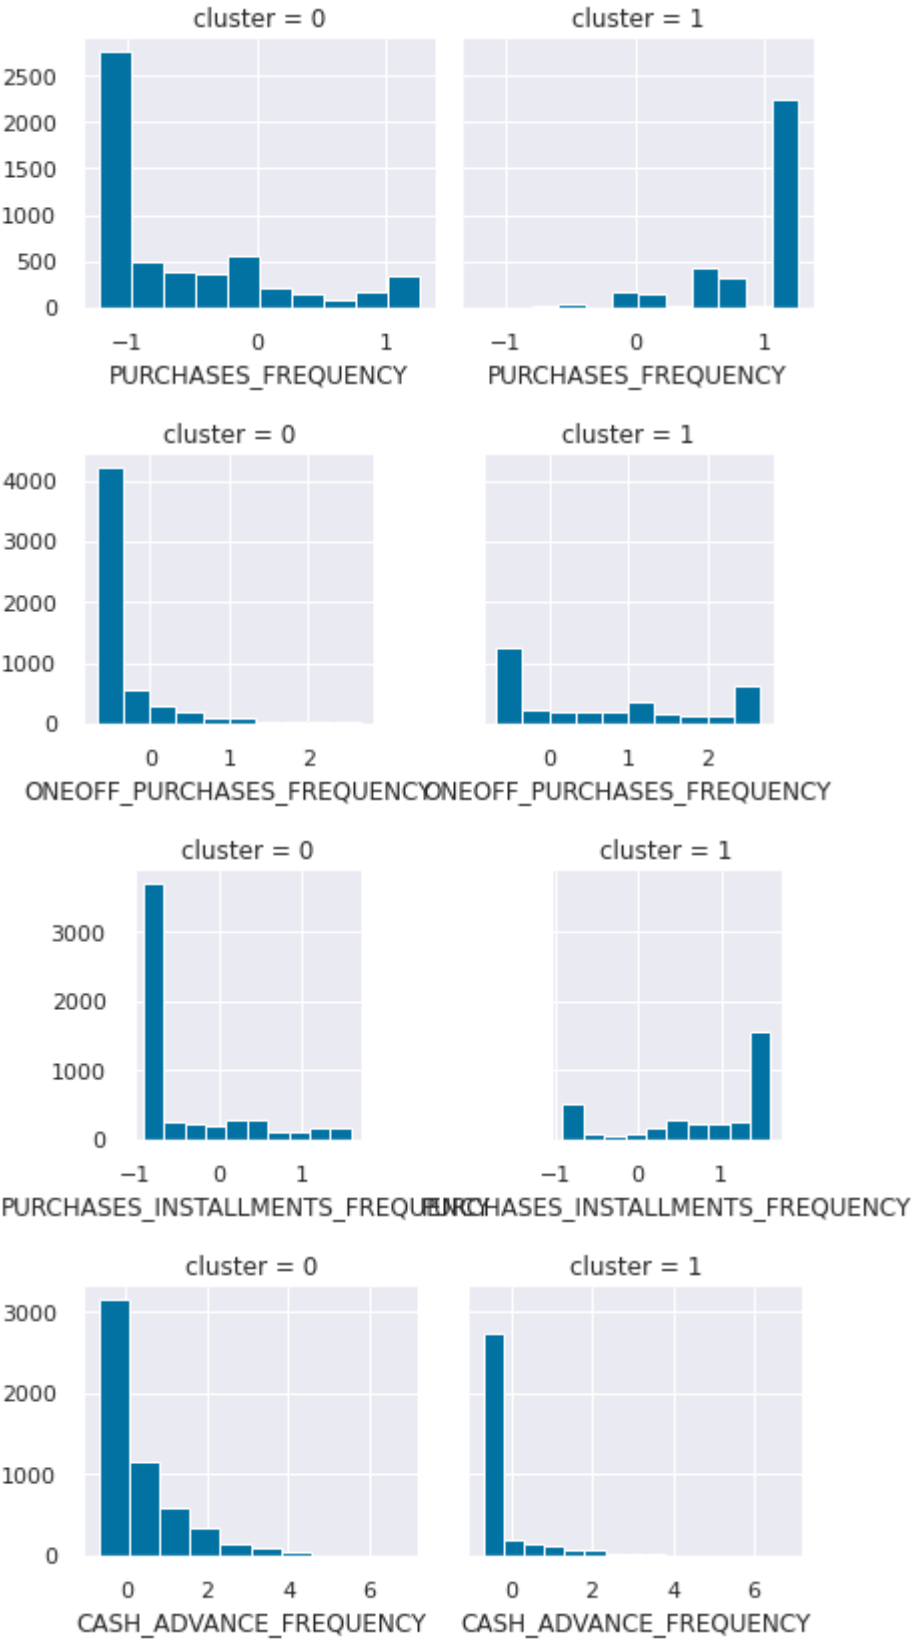 cluster = 0 cluster = 1
2500
2000
1500
1000
500
0
−1 0 1 −1 0 1
PURCHASES_FREQUENCY PURCHASES_FREQUENCY
cluster = 0 cluster = 1
4000
3000
2000
1000
0
0 1 2 0 1 2
ONEOFF_PURCHASES_FREQUENCY ONEOFF_PURCHASES_FREQUENCY
cluster = 0 cluster = 1
3000
2000
1000
0
−1 0 1 −1 0 1
PURCHASES_INSTALLMENTS_FREQUENCY PURCHASES_INSTALLMENTS_FREQUENCY
cluster = 0 cluster = 1
3000
2000
1000
0
0 2 4 6 0 2 4 6
CASH_ADVANCE_FREQUENCY CASH_ADVANCE_FREQUENCY